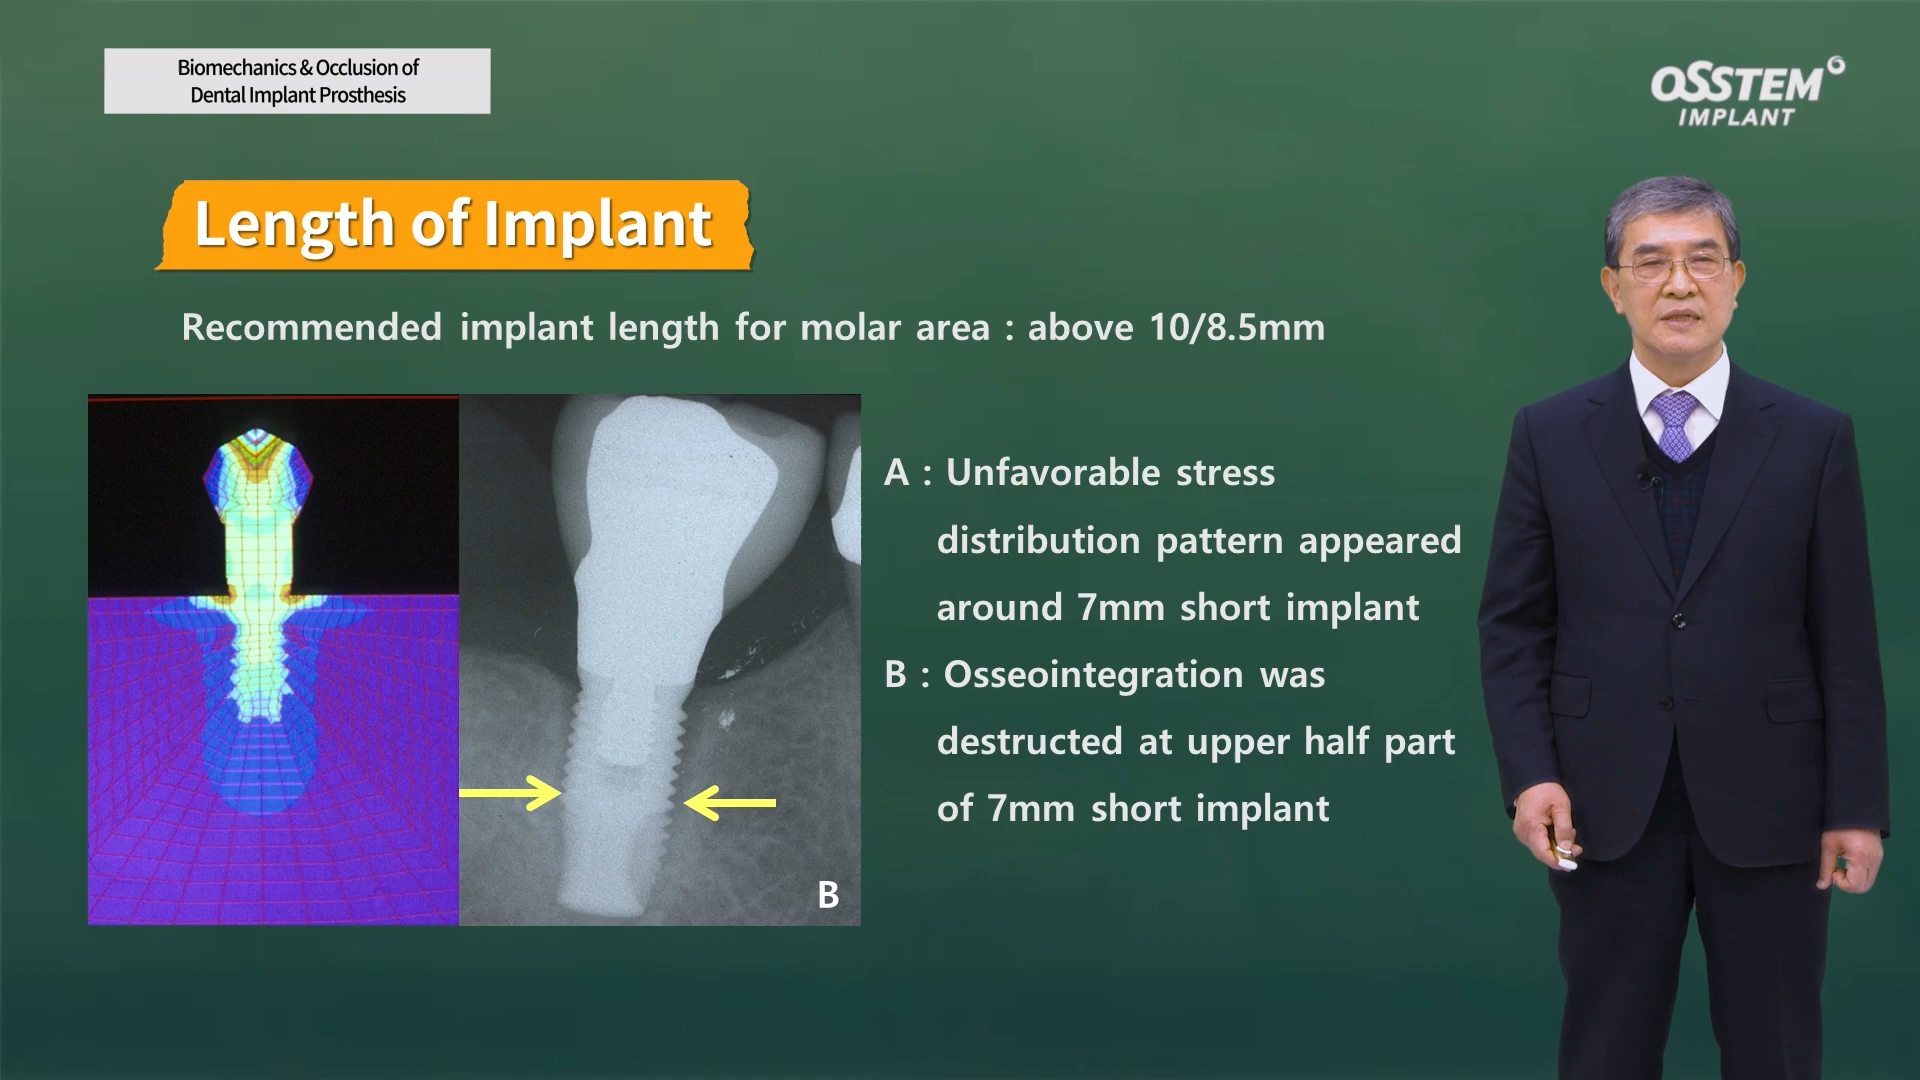 Biomechanics & Occlusion of
Dental Implant Prosthesis
OSSTEM
IMPLANT
Length of Implant
Recommended implant length for molar area : above 10/8.5mm
A : Unfavorable stress
distribution pattern appeared
around 7mm short implant
B : Osseointegration was
destructed at upper half part
of 7mm short implant
B